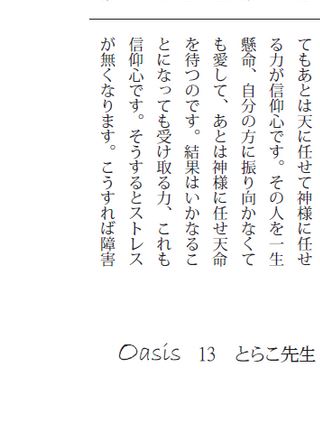 てもあとは天に任せて神様に任せ
る力が信仰心です。その人を一生
懸命、自分の方に振り向かなくて
も愛して、あとは神様に任せ天命
を待つのです。結果はいかなるこ
とになっても受け取る力、これも
信仰心です。そうするとストレス
が無くなります。こうすれば障害
Oasis 13 とらこ先生